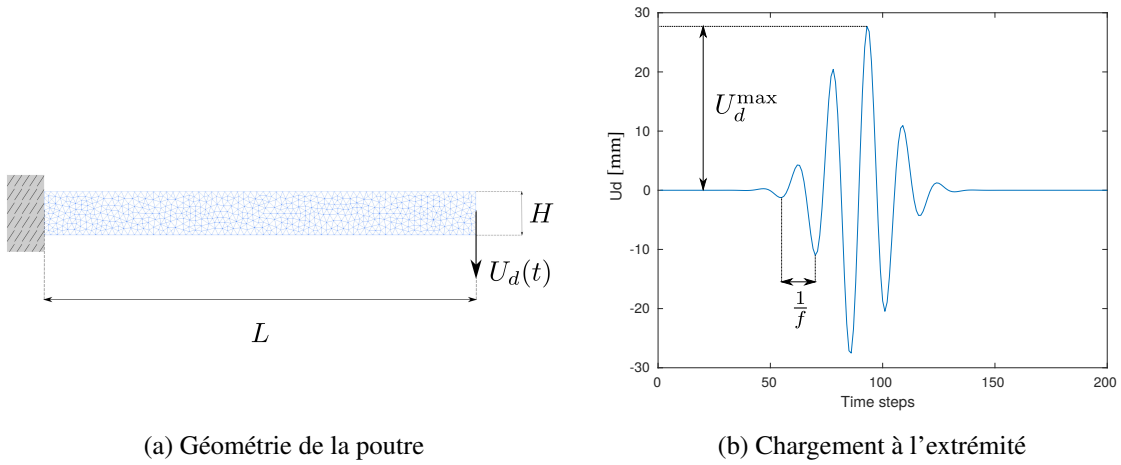 H
U_d(t)
L
(a) Géométrie de la poutre
30
20
10
0
-10
-20
-30
Ud [mm]
U_d^max
1/f
0 50 100 150 200
Time steps
(b) Chargement à l'extrémité